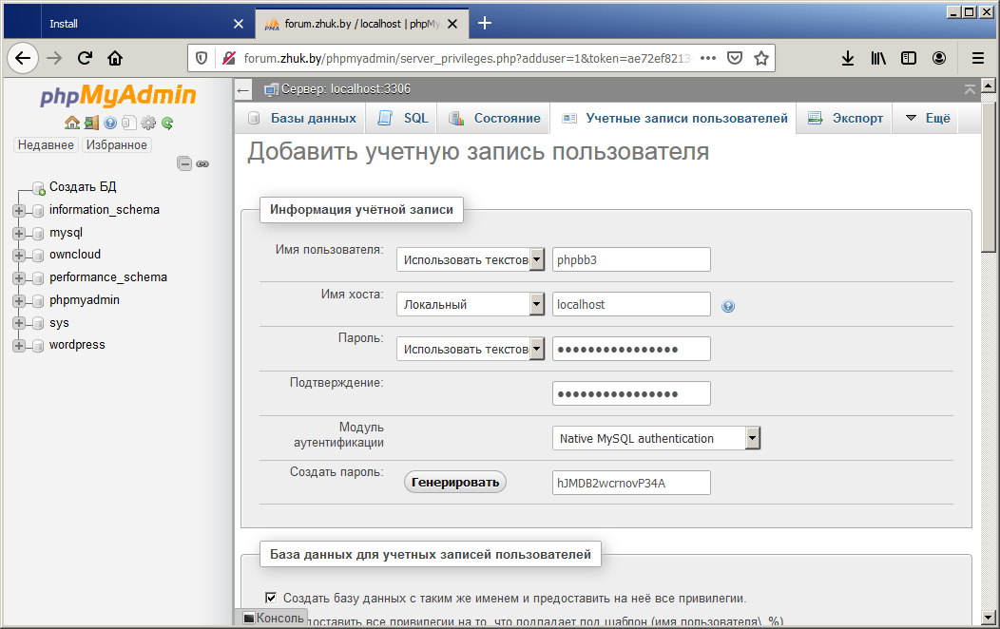 Install
forum.zhuk.by / localhost | phpMy
forum.zhuk.by/phpmyadmin/server_privileges.php?adduser=1&token=ae72ef8213
phpMyAdmin
Недавнее Избранное
Создать БД
information_schema
mysql
owncloud
performance_schema
phpmyadmin
sys
wordpress
Сервер: localhost:3306
Базы данных SQL Состояние Учетные записи пользователей Экспорт Ещё
Добавить учетную запись пользователя
Информация учётной записи
Имя пользователя: Использовать текстов phpbb3
Имя хоста: Локальный localhost
Пароль: Использовать текстов
Подтверждение:
Модуль
аутентификации Native MySQL authentication
Создать пароль: Генерировать hJMDB2wcrnovP34A
База данных для учетных записей пользователей
Создать базу данных с таким же именем и предоставить на неё все привилегии.
Консоль
все привилегии на то, что подпадает под шаблон (имя пользователя\_%)